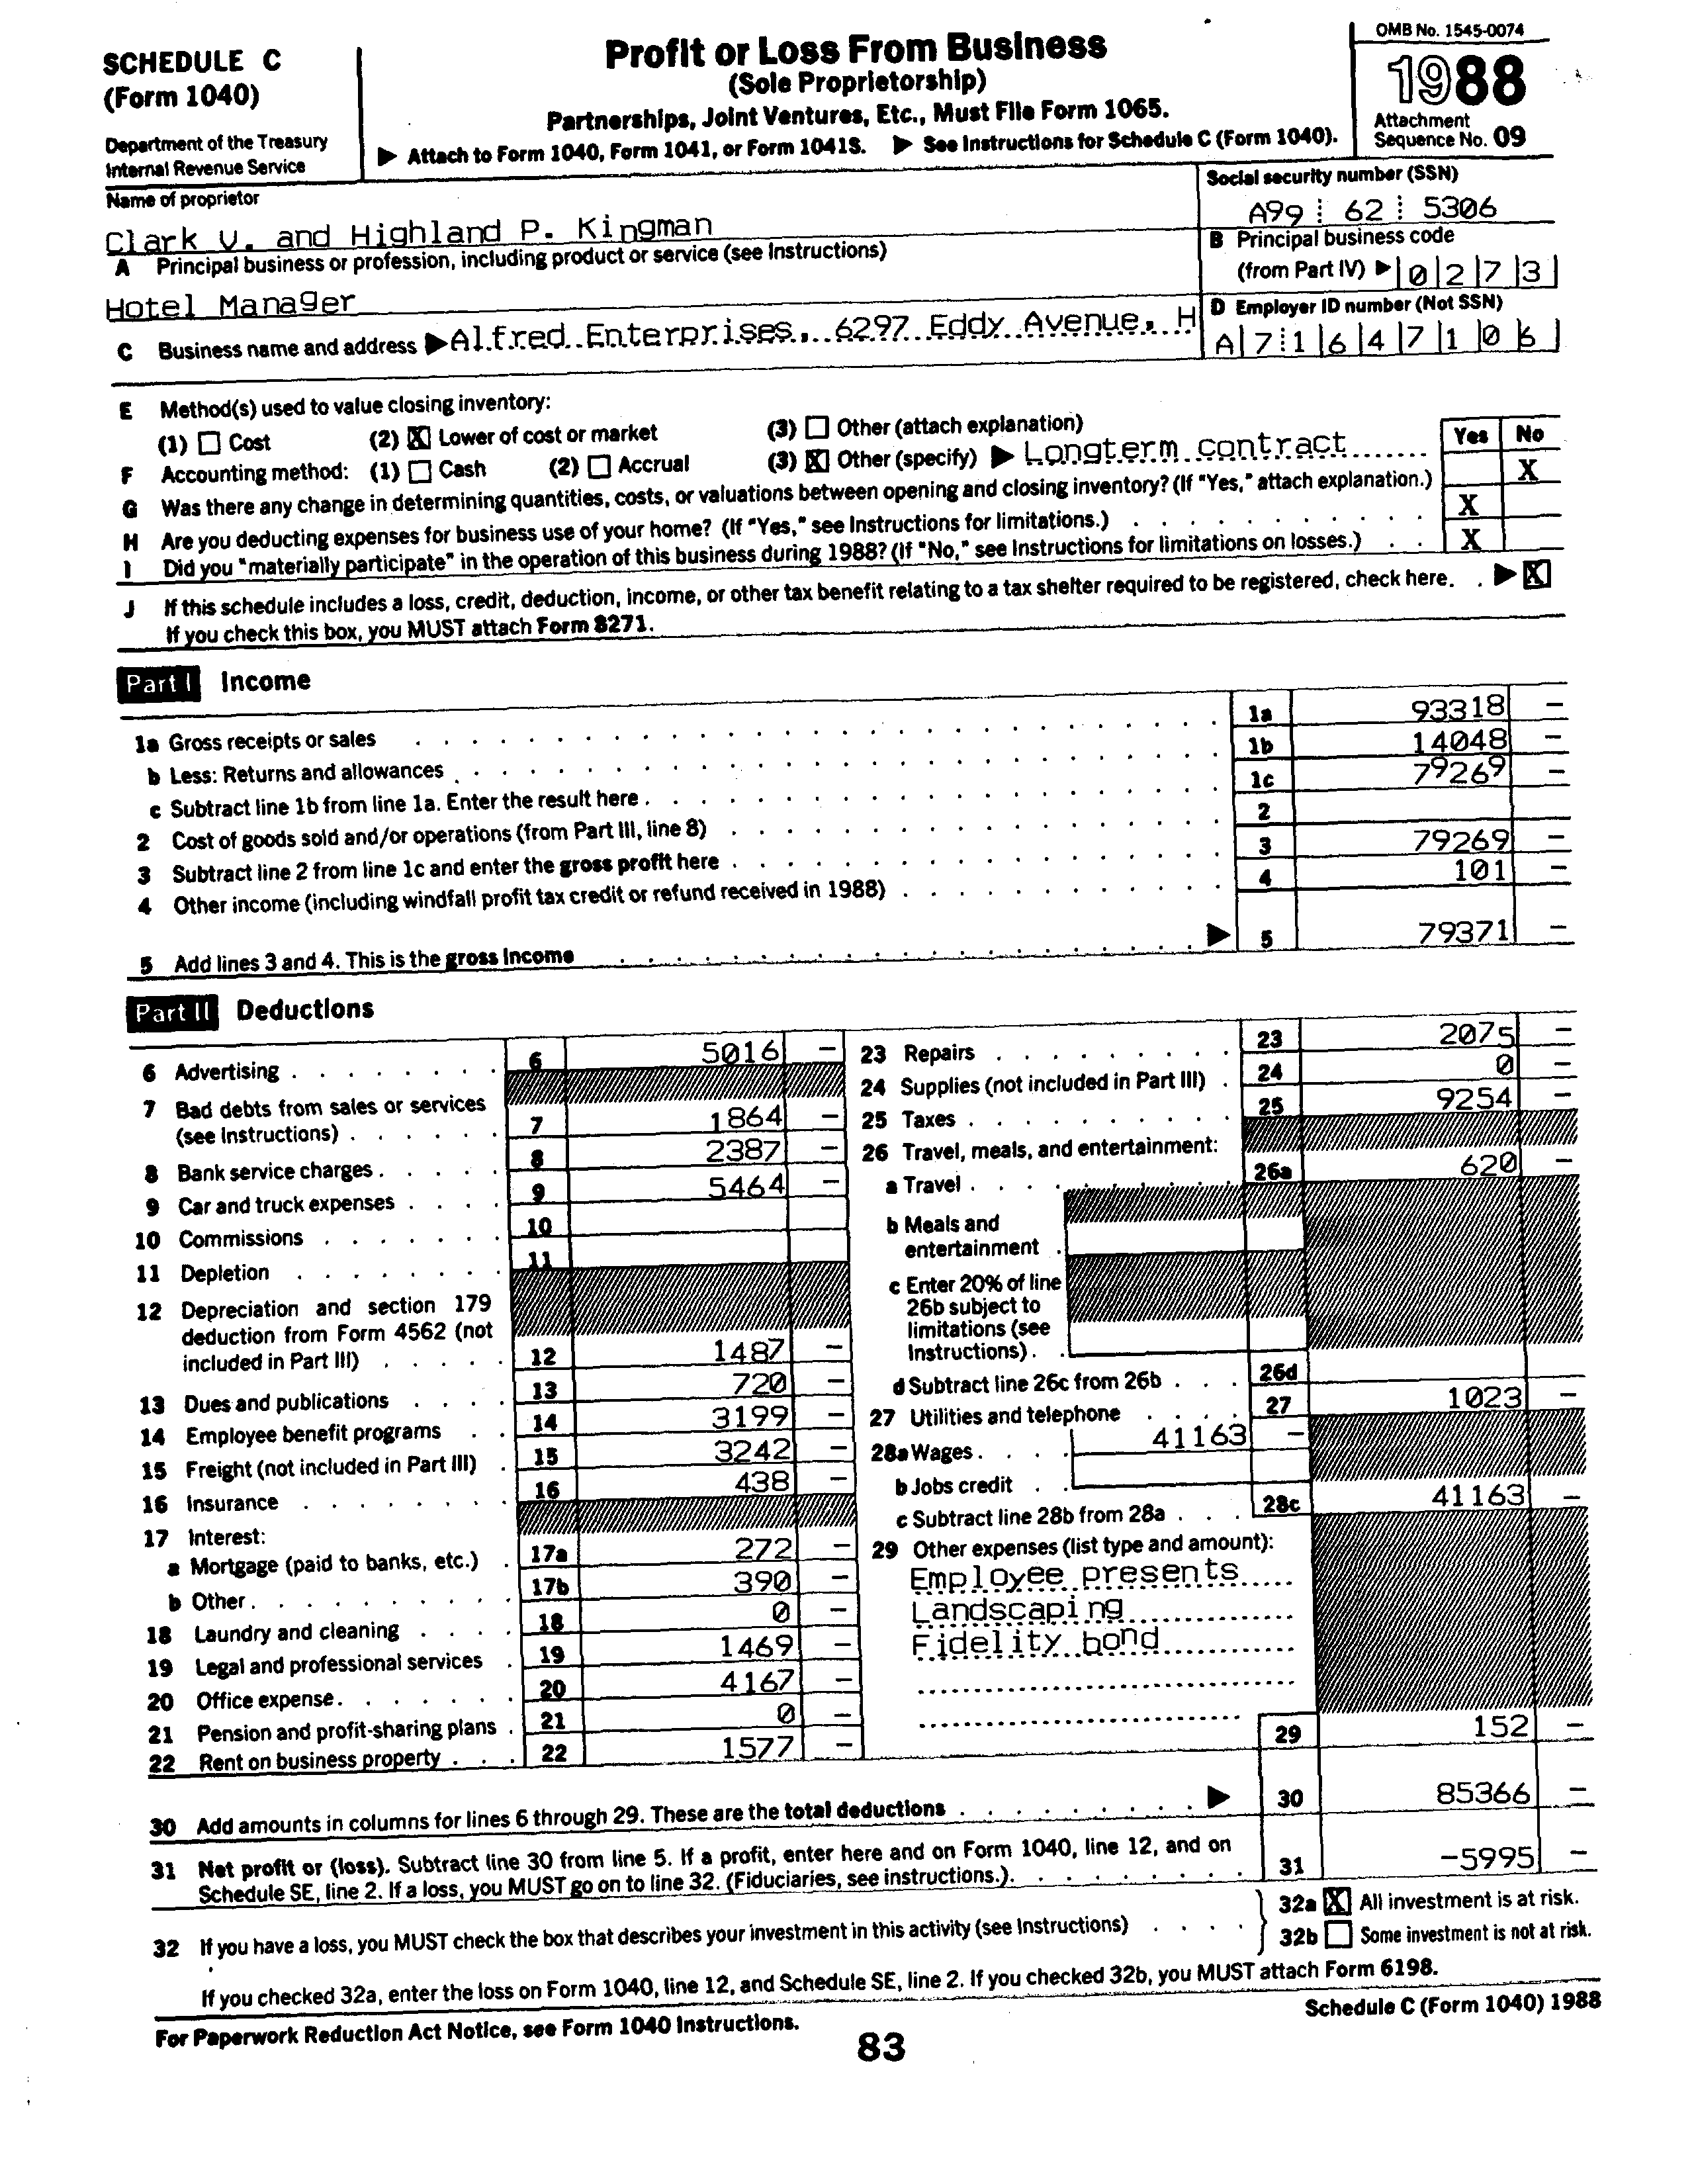 SCHEDULE C
(Form 1040)
Department of the Treasury
Internal Revenue Service
Profit or Loss From Business
(Sole Proprietorship)
Partnerships, Joint Ventures, Etc., Must File Form 1065.
▶ Attach to Form 1040, Form 1041, or Form 1041S. ▶ See Instructions for Schedule C (Form 1040).
OMB No. 1545-0074
1988
Attachment
Sequence No. 09
Name of proprietor
Clark V. and Highland P. Kingman
Social security number (SSN)
A99 62 5306
A Principal business or profession, including product or service (see Instructions)
Hotel Manager
B Principal business code
(from Part IV) ▶ 0 2 7 3
C Business name and address ▶ Alfred Enterprises, 6297 Eddy Avenue, H
D Employer ID number (Not SSN)
A 7 1 6 4 7 1 0 6
E Method(s) used to value closing inventory:
(1) ☐ Cost (2) ☒ Lower of cost or market (3) ☐ Other (attach explanation)
F Accounting method: (1) ☐ Cash (2) ☐ Accrual (3) ☒ Other (specify) ▶ Longterm contract
Yes No
G Was there any change in determining quantities, costs, or valuations between opening and closing inventory? (If "Yes," attach explanation.) X
H Are you deducting expenses for business use of your home? (If "Yes," see Instructions for limitations.) X
I Did you "materially participate" in the operation of this business during 1988? (If "No," see Instructions for limitations on losses.) X
J If this schedule includes a loss, credit, deduction, income, or other tax benefit relating to a tax shelter required to be registered, check here. ▶ ☒
If you check this box, you MUST attach Form 8271.
Part I Income
1a Gross receipts or sales 1a 93318 –
b Less: Returns and allowances 1b 14048 –
c Subtract line 1b from line 1a. Enter the result here 1c 79269 –
2 Cost of goods sold and/or operations (from Part III, line 8) 2
3 Subtract line 2 from line 1c and enter the gross profit here 3 79269 –
4 Other income (including windfall profit tax credit or refund received in 1988) 4 101 –
5 Add lines 3 and 4. This is the gross income ▶ 5 79371 –
Part II Deductions
6 Advertising 6 5016 –
7 Bad debts from sales or services
(see Instructions) 7 1864 –
8 Bank service charges 8 2387 –
9 Car and truck expenses 9 5464 –
10 Commissions 10
11 Depletion 11
12 Depreciation and section 179
deduction from Form 4562 (not
included in Part III) 12 1487 –
13 Dues and publications 13 720 –
14 Employee benefit programs 14 3199 –
15 Freight (not included in Part III) 15 3242 –
16 Insurance 16 438 –
17 Interest:
a Mortgage (paid to banks, etc.) 17a 272 –
b Other 17b 390 –
18 Laundry and cleaning 18 0 –
19 Legal and professional services 19 1469 –
20 Office expense 20 4167 –
21 Pension and profit-sharing plans 21 0 –
22 Rent on business property 22 1577 –
23 Repairs 23 2075 –
24 Supplies (not included in Part III) 24 0 –
25 Taxes 25 9254 –
26 Travel, meals, and entertainment:
a Travel 26a 620 –
b Meals and
entertainment
c Enter 20% of line
26b subject to
limitations (see
Instructions)
d Subtract line 26c from 26b 26d
27 Utilities and telephone 27 1023 –
28a Wages 41163 –
b Jobs credit
c Subtract line 28b from 28a 28c 41163 –
29 Other expenses (list type and amount):
Employee presents
Landscaping
Fidelity bond
29 152 –
30 Add amounts in columns for lines 6 through 29. These are the total deductions ▶ 30 85366 –
31 Net profit or (loss). Subtract line 30 from line 5. If a profit, enter here and on Form 1040, line 12, and on
Schedule SE, line 2. If a loss, you MUST go on to line 32. (Fiduciaries, see instructions.) 31 -5995 –
32 If you have a loss, you MUST check the box that describes your investment in this activity (see Instructions)
32a ☒ All investment is at risk.
32b ☐ Some investment is not at risk.
If you checked 32a, enter the loss on Form 1040, line 12, and Schedule SE, line 2. If you checked 32b, you MUST attach Form 6198.
For Paperwork Reduction Act Notice, see Form 1040 Instructions.
Schedule C (Form 1040) 1988
83